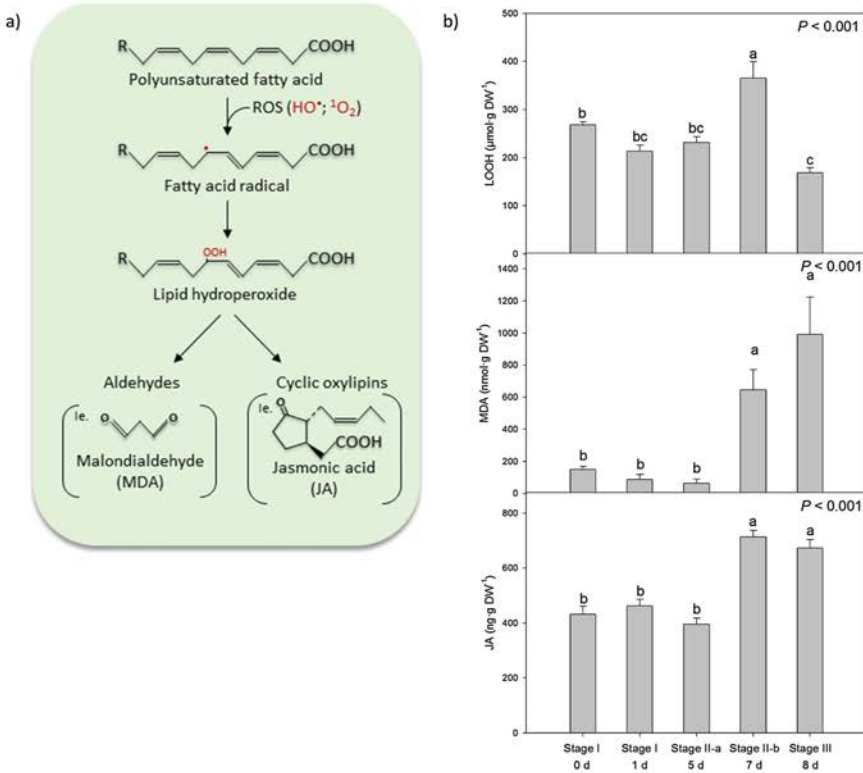 a)
R COOH
Polyunsaturated fatty acid
ROS (HO•; ¹O₂)
R COOH
Fatty acid radical
OOH
R COOH
Lipid hydroperoxide
Aldehydes
Ie.
O O
Malondialdehyde
(MDA)
Cyclic oxylipins
Ie.
O
COOH
Jasmonic acid
(JA)
b)
P < 0.001
LOOH (µmol·g DW⁻¹)
500
400
300
200
100
0
b
bc
bc
a
c
P < 0.001
MDA (nmol·g DW⁻¹)
1400
1200
1000
800
600
400
200
0
b
b
b
a
a
P < 0.001
JA (ng·g DW⁻¹)
800
600
400
200
0
b
b
b
a
a
Stage I Stage I Stage II-a Stage II-b Stage III
0 d 1 d 5 d 7 d 8 d